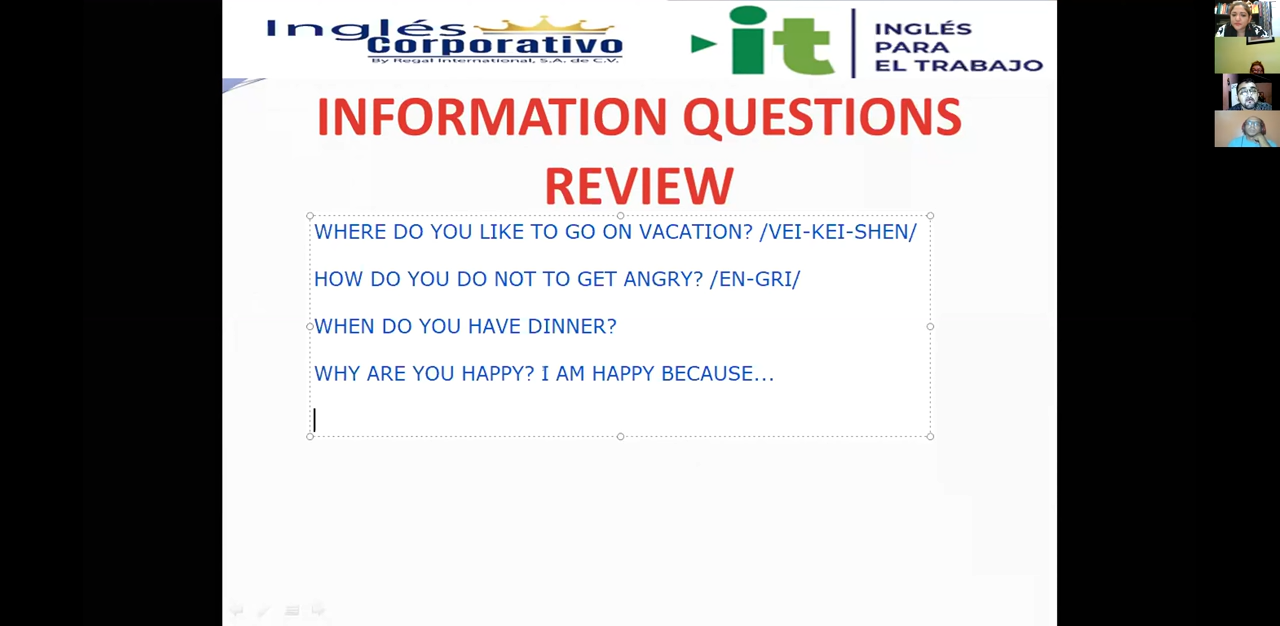 Inglés
Corporativo
By Regal International, S.A. de C.V.
it
INGLÉS
PARA
EL TRABAJO
INFORMATION QUESTIONS
REVIEW
WHERE DO YOU LIKE TO GO ON VACATION? /VEI-KEI-SHEN/
HOW DO YOU DO NOT TO GET ANGRY? /EN-GRI/
WHEN DO YOU HAVE DINNER?
WHY ARE YOU HAPPY? I AM HAPPY BECAUSE...